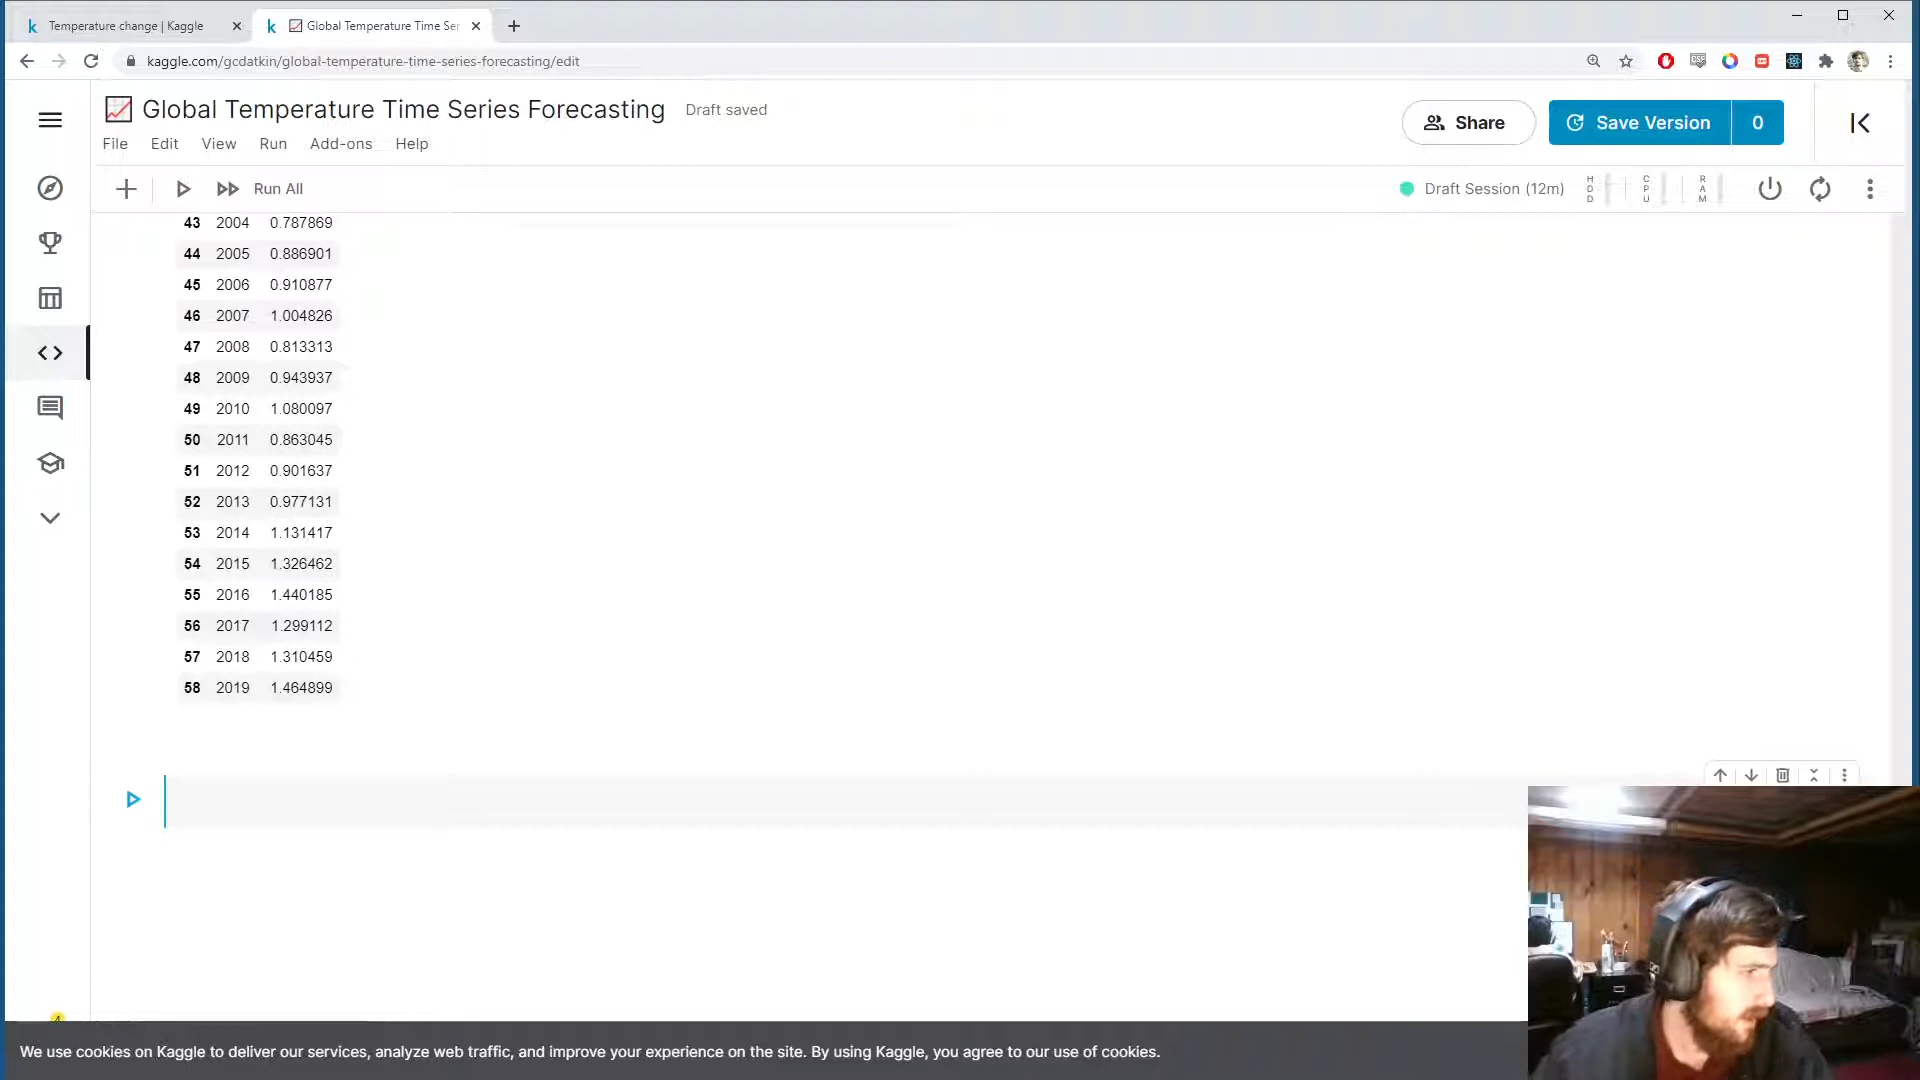 Temperature change | Kaggle
Global Temperature Time Ser
kaggle.com/gcdatkin/global-temperature-time-series-forecasting/edit
Global Temperature Time Series Forecasting
Draft saved
Share
Save Version
0
File
Edit
View
Run
Add-ons
Help
Run All
Draft Session (12m)
HDD
CPU
RAM
43 2004 0.787869
44 2005 0.886901
45 2006 0.910877
46 2007 1.004826
47 2008 0.813313
48 2009 0.943937
49 2010 1.080097
50 2011 0.863045
51 2012 0.901637
52 2013 0.977131
53 2014 1.131417
54 2015 1.326462
55 2016 1.440185
56 2017 1.299112
57 2018 1.310459
58 2019 1.464899
We use cookies on Kaggle to deliver our services, analyze web traffic, and improve your experience on the site. By using Kaggle, you agree to our use of cookies.